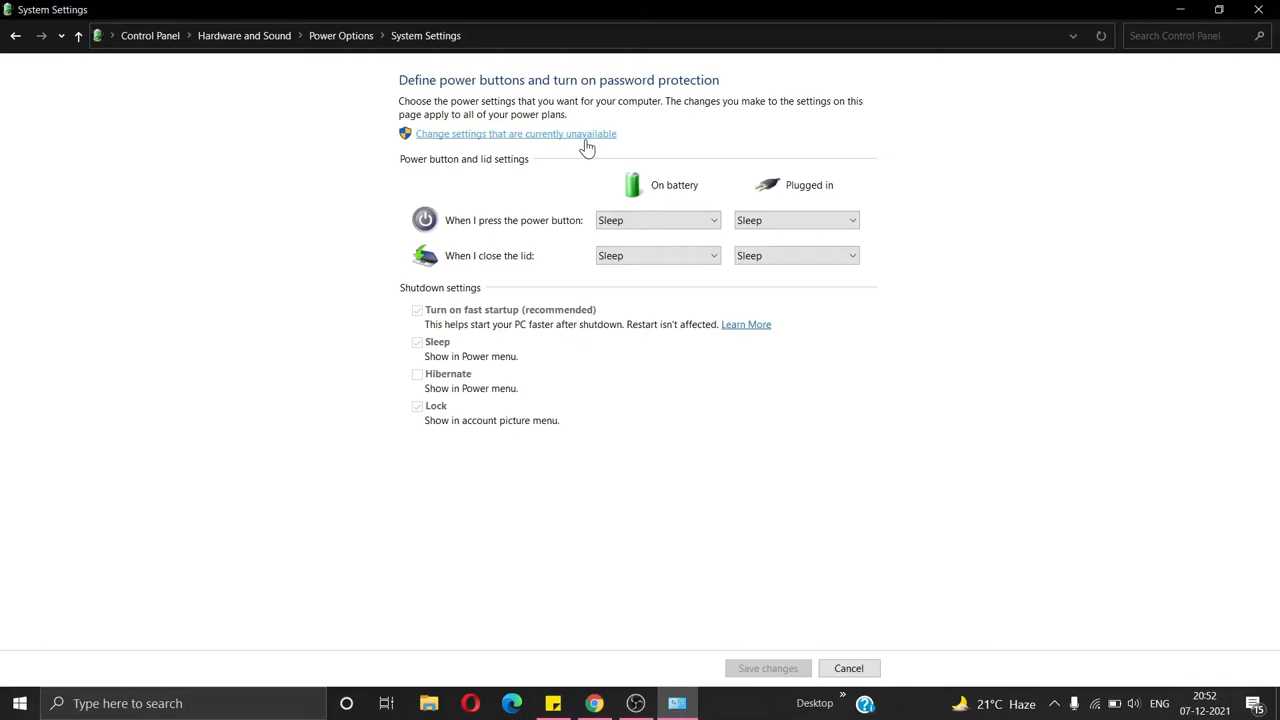 System Settings
Control Panel > Hardware and Sound > Power Options > System Settings
Search Control Panel
Define power buttons and turn on password protection
Choose the power settings that you want for your computer. The changes you make to the settings on this
page apply to all of your power plans.
Change settings that are currently unavailable
Power button and lid settings
On battery Plugged in
When I press the power button: Sleep Sleep
When I close the lid: Sleep Sleep
Shutdown settings
Turn on fast startup (recommended)
This helps start your PC faster after shutdown. Restart isn't affected. Learn More
Sleep
Show in Power menu.
Hibernate
Show in Power menu.
Lock
Show in account picture menu.
Save changes Cancel
Type here to search
Desktop
21°C Haze
ENG
20:52
07-12-2021
15